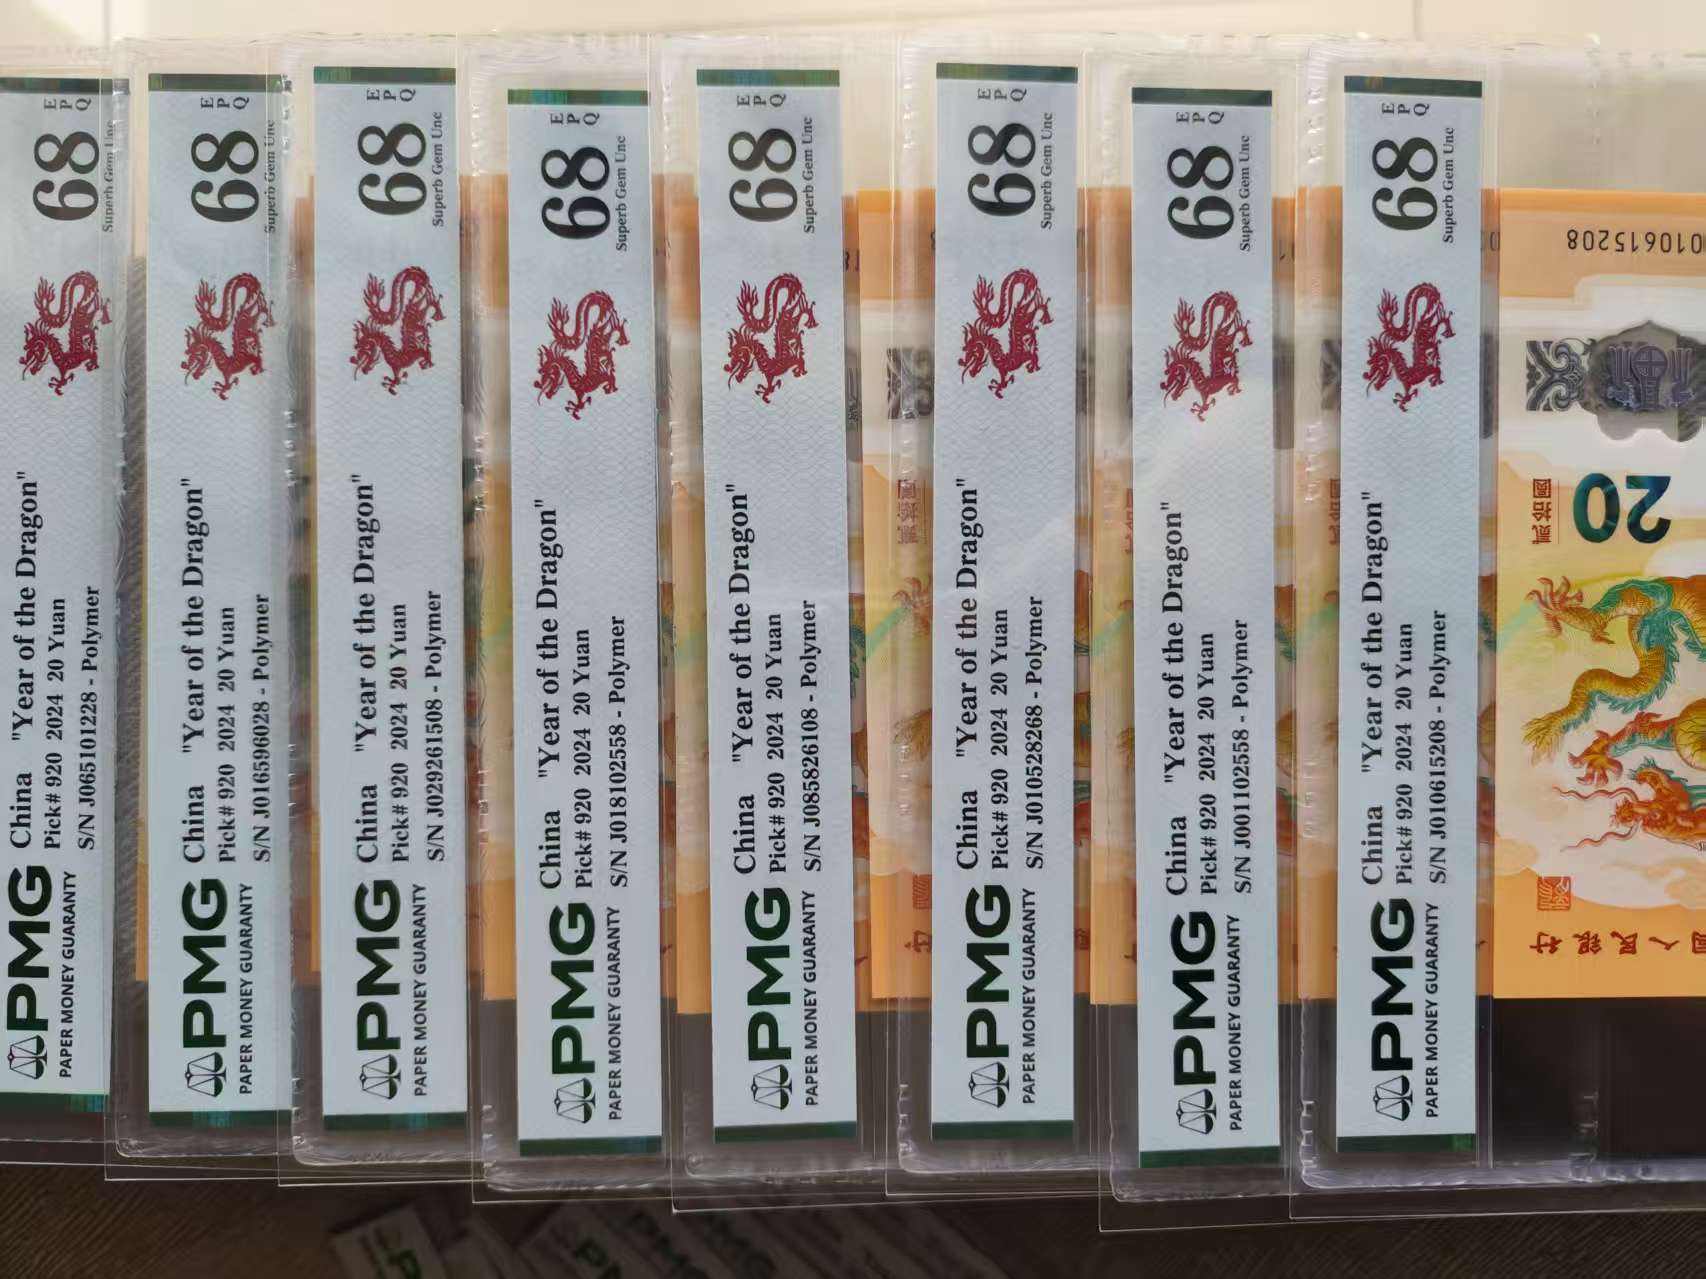 PMG
PAPER MONEY GUARANTY
China "Year of the Dragon"
Pick# 920 2024 20 Yuan
S/N J065101228 - Polymer
68
EPQ
Superb Gem Unc
PMG
PAPER MONEY GUARANTY
China "Year of the Dragon"
Pick# 920 2024 20 Yuan
S/N J016596028 - Polymer
68
EPQ
Superb Gem Unc
PMG
PAPER MONEY GUARANTY
China "Year of the Dragon"
Pick# 920 2024 20 Yuan
S/N J029261508 - Polymer
68
EPQ
Superb Gem Unc
PMG
PAPER MONEY GUARANTY
China "Year of the Dragon"
Pick# 920 2024 20 Yuan
S/N J018102558 - Polymer
68
EPQ
Superb Gem Unc
PMG
PAPER MONEY GUARANTY
China "Year of the Dragon"
Pick# 920 2024 20 Yuan
S/N J085826108 - Polymer
68
EPQ
Superb Gem Unc
PMG
PAPER MONEY GUARANTY
China "Year of the Dragon"
Pick# 920 2024 20 Yuan
S/N J010528268 - Polymer
68
EPQ
Superb Gem Unc
PMG
PAPER MONEY GUARANTY
China "Year of the Dragon"
Pick# 920 2024 20 Yuan
S/N J001102558 - Polymer
68
EPQ
Superb Gem Unc
PMG
PAPER MONEY GUARANTY
China "Year of the Dragon"
Pick# 920 2024 20 Yuan
S/N J010615208 - Polymer
68
EPQ
Superb Gem Unc
010615208
20
貳拾圓
國人民銀行